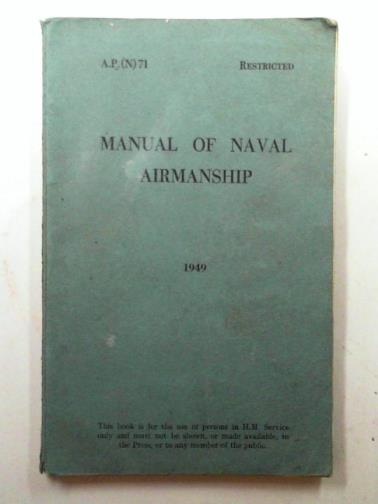 A.P. (N) 71 RESTRICTED
MANUAL OF NAVAL
AIRMANSHIP
1949
This book is for the use of persons in H.M. Service
only and must not be shown, or made available, to
the Press, or to any member of the public.